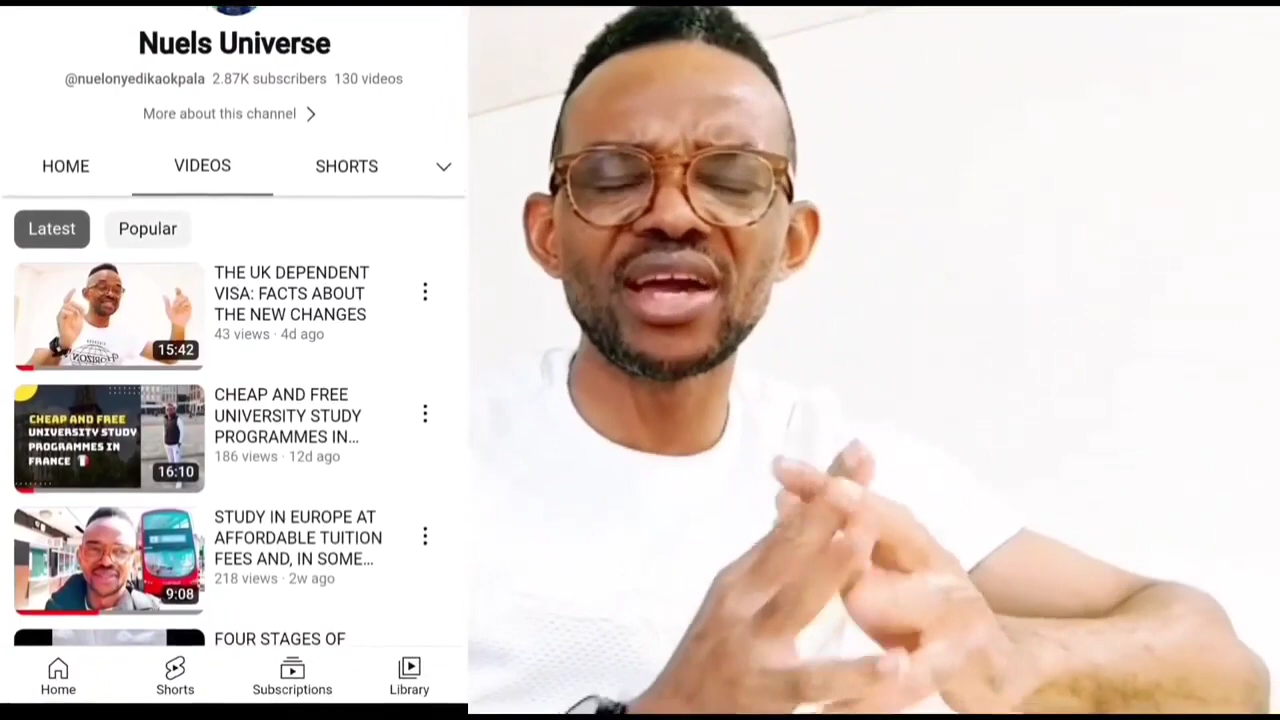 Nuels Universe
@nuelonyedikaokpala 2.87K subscribers 130 videos
More about this channel
HOME
VIDEOS
SHORTS
Latest
Popular
15:42
THE UK DEPENDENT
VISA: FACTS ABOUT
THE NEW CHANGES
43 views · 4d ago
CHEAP AND FREE
UNIVERSITY STUDY
PROGRAMMES IN
FRANCE
16:10
CHEAP AND FREE
UNIVERSITY STUDY
PROGRAMMES IN...
186 views · 12d ago
9:08
STUDY IN EUROPE AT
AFFORDABLE TUITION
FEES AND, IN SOME...
218 views · 2w ago
FOUR STAGES OF
Home
Shorts
Subscriptions
Library